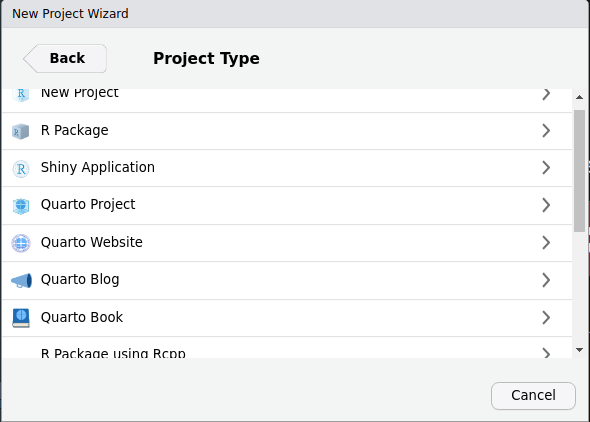 New Project Wizard
Back
Project Type
New Project
R Package
Shiny Application
Quarto Project
Quarto Website
Quarto Blog
Quarto Book
R Package using Rcpp
Cancel